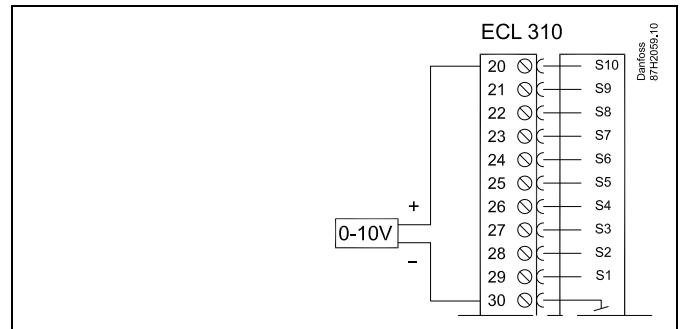 ECL 310
20 S10
21 S9
22 S8
23 S7
24 S6
25 S5
26 S4
27 S3
28 S2
29 S1
30
+
0-10V
−
Danfoss
87H2059.10